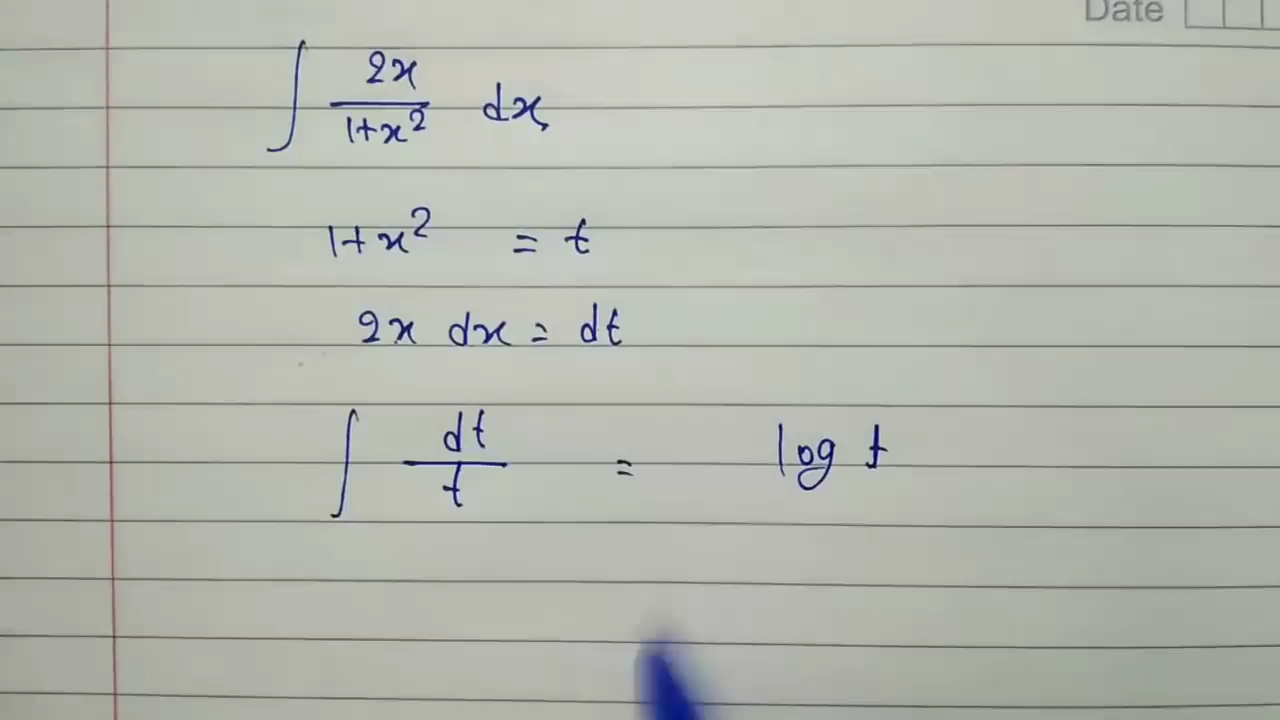 Date
∫ 2x/1+x² dx
1+x² = t
2x dx = dt
∫ dt/t = log t